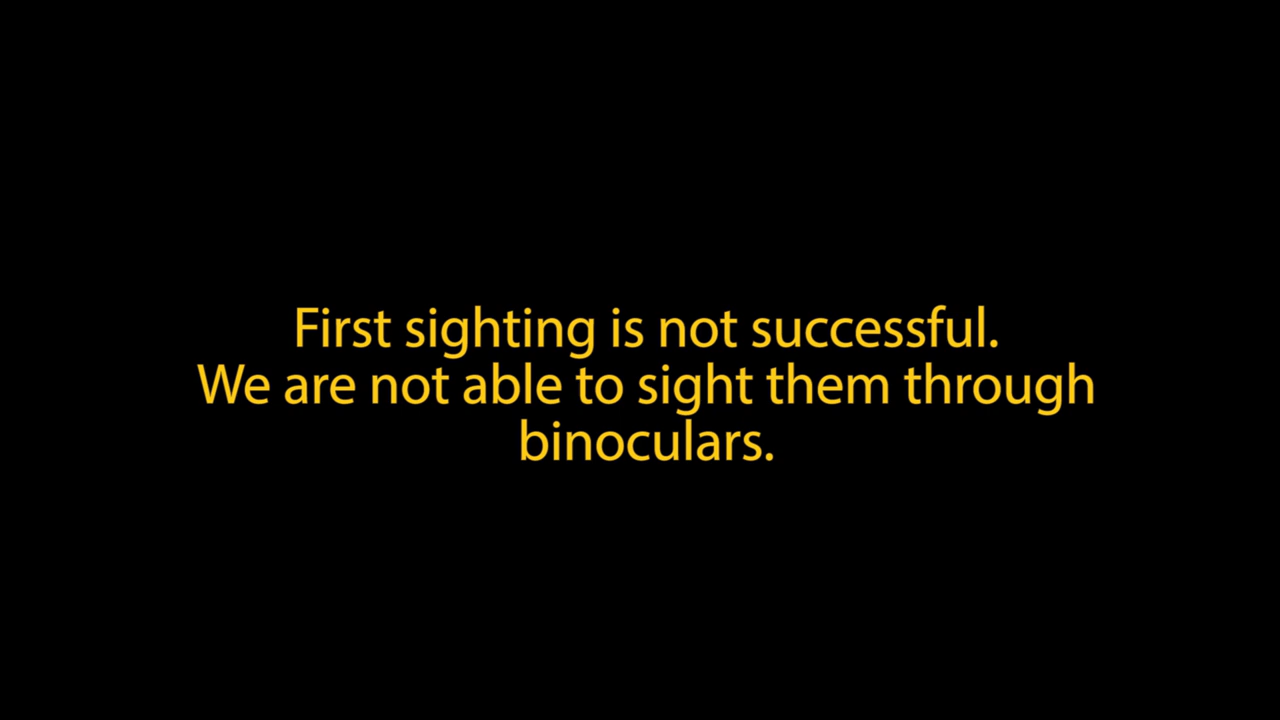 First sighting is not successful.
We are not able to sight them through
binoculars.